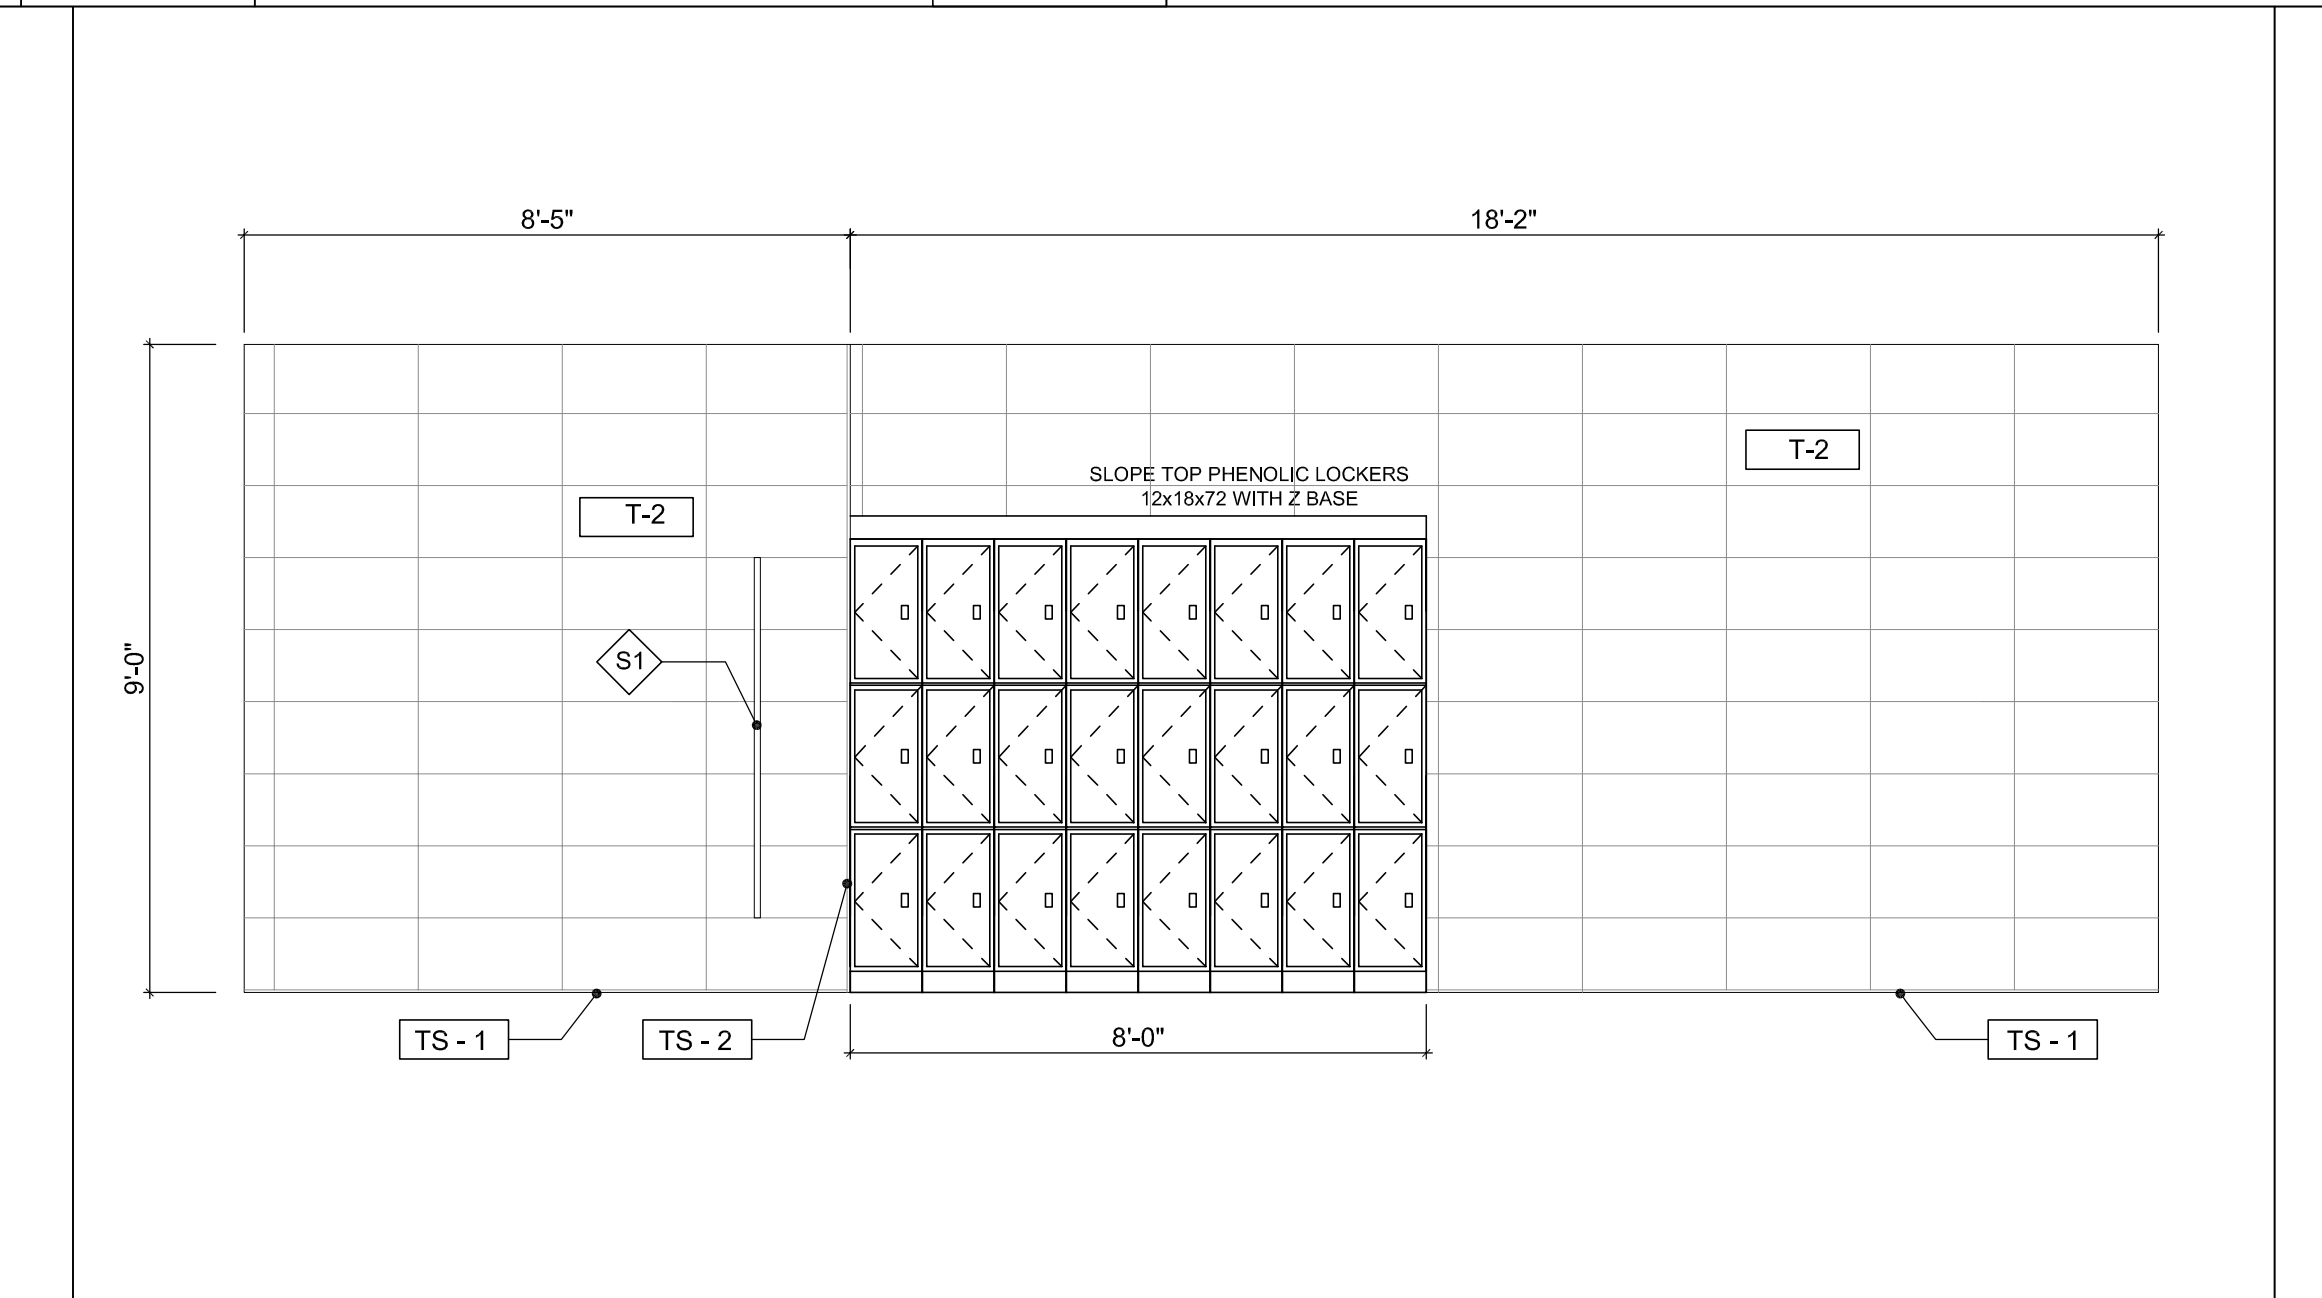 8'-5"
18'-2"
T-2
SLOPE TOP PHENOLIC LOCKERS
12x18x72 WITH Z BASE
T-2
S1
9'-0"
TS - 1
TS - 2
8'-0"
TS - 1